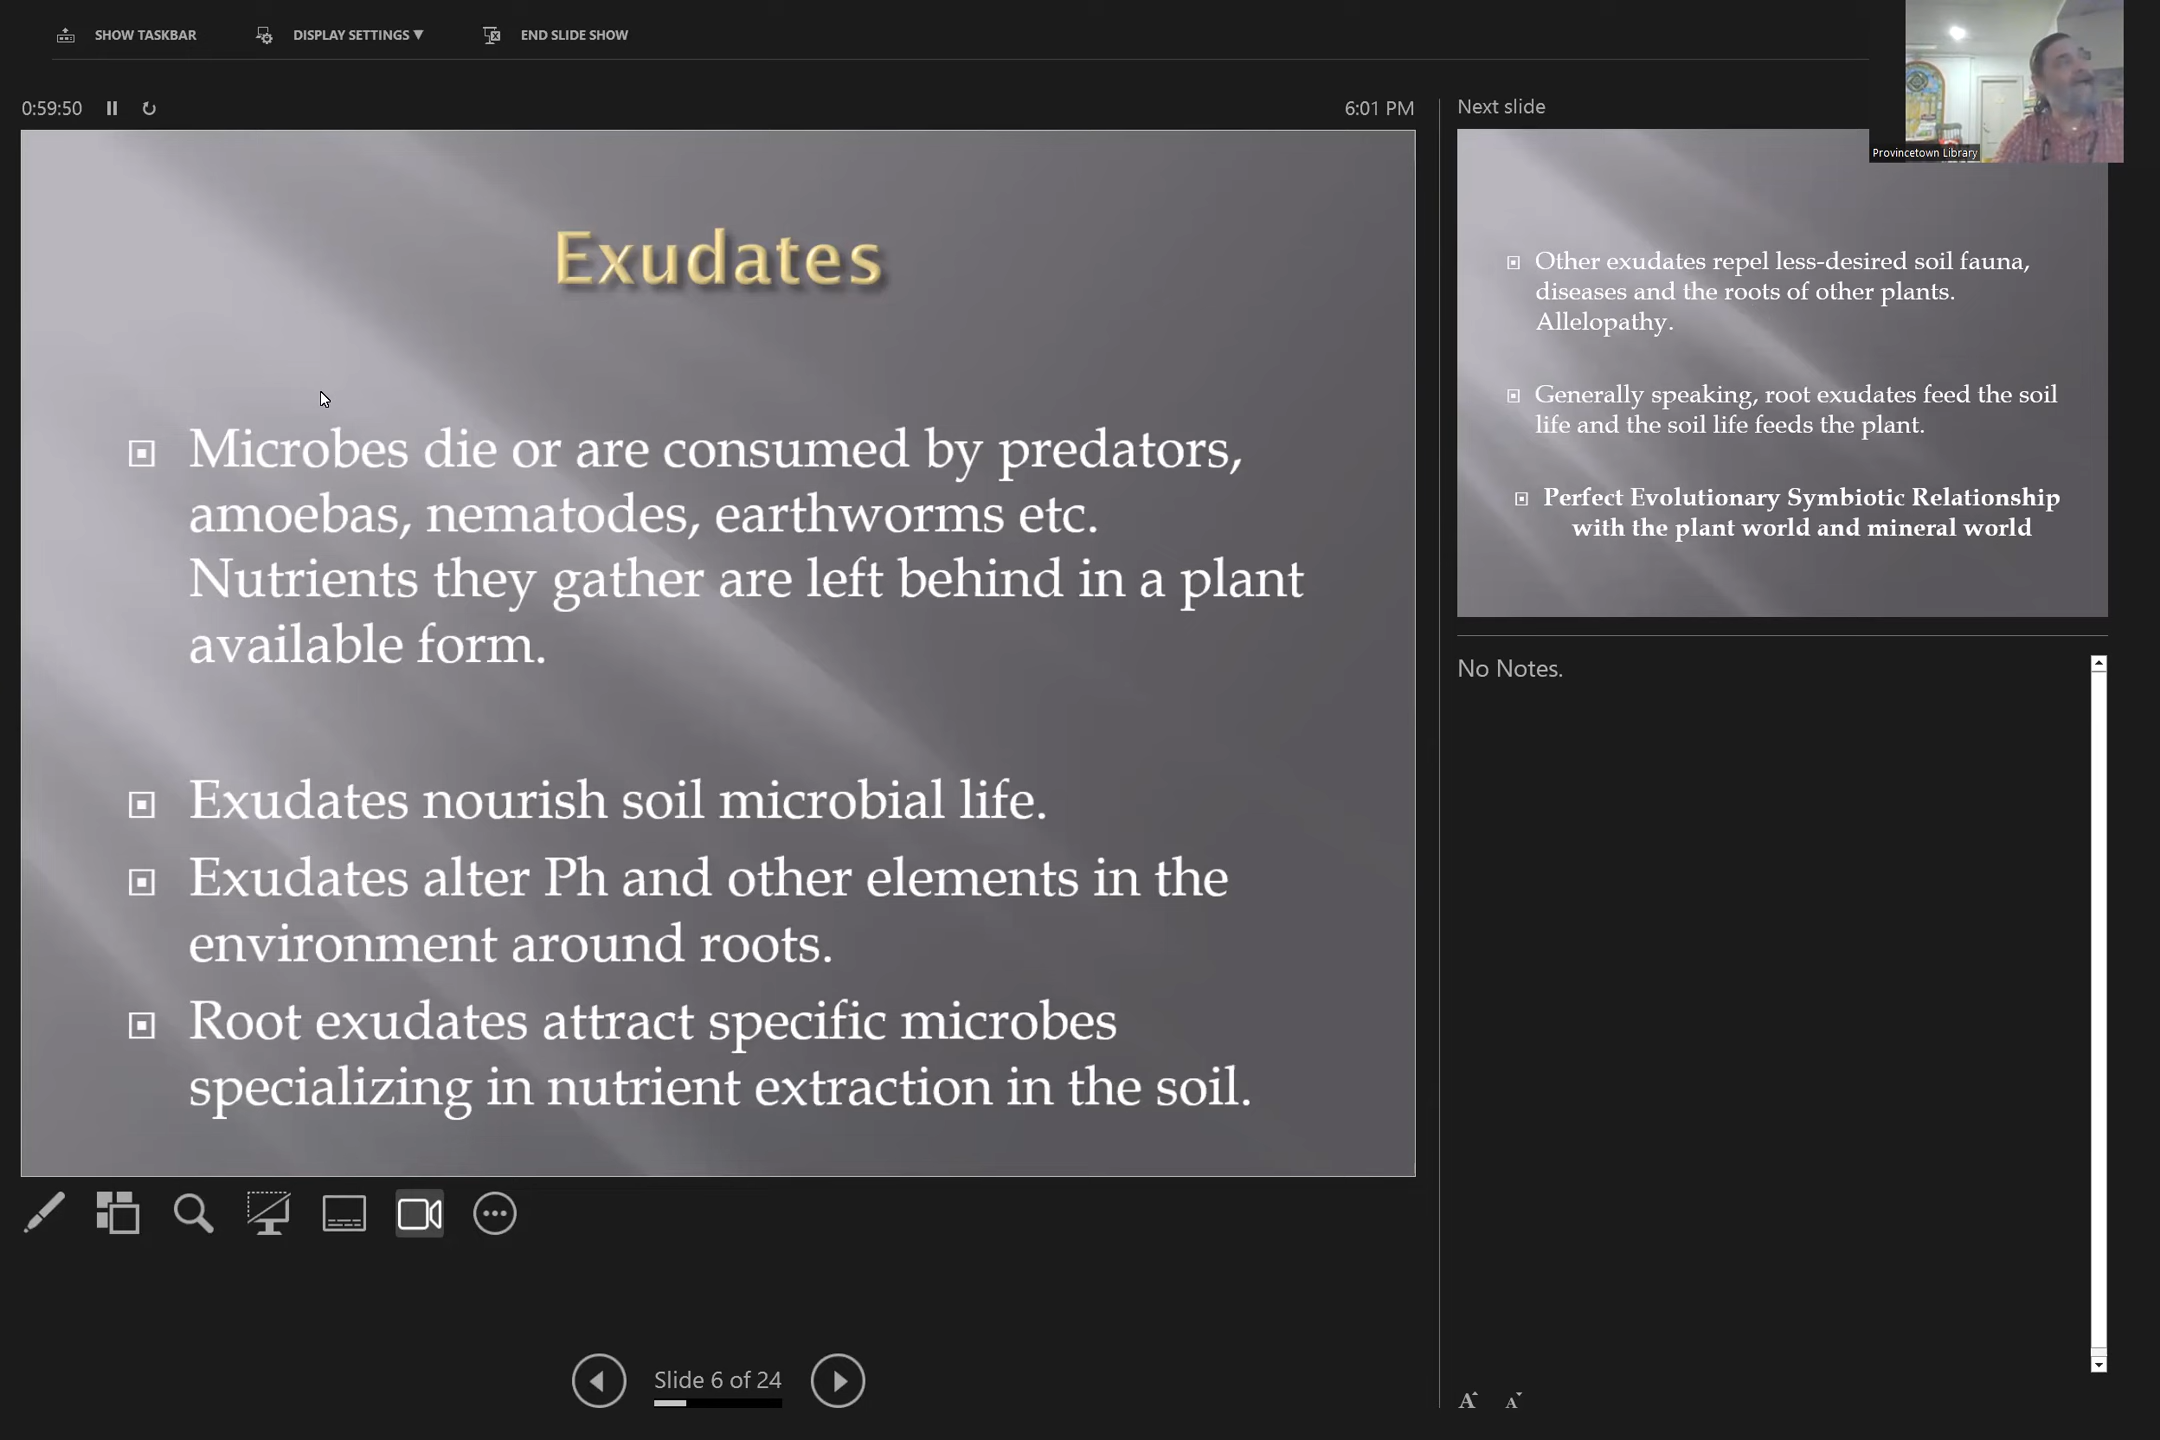 SHOW TASKBAR
DISPLAY SETTINGS ▼
END SLIDE SHOW
0:59:50
6:01 PM
Exudates
Microbes die or are consumed by predators,
amoebas, nematodes, earthworms etc.
Nutrients they gather are left behind in a plant
available form.
Exudates nourish soil microbial life.
Exudates alter Ph and other elements in the
environment around roots.
Root exudates attract specific microbes
specializing in nutrient extraction in the soil.
Slide 6 of 24
Next slide
Provincetown Library
Other exudates repel less-desired soil fauna,
diseases and the roots of other plants.
Allelopathy.
Generally speaking, root exudates feed the soil
life and the soil life feeds the plant.
Perfect Evolutionary Symbiotic Relationship
with the plant world and mineral world
No Notes.
A
A